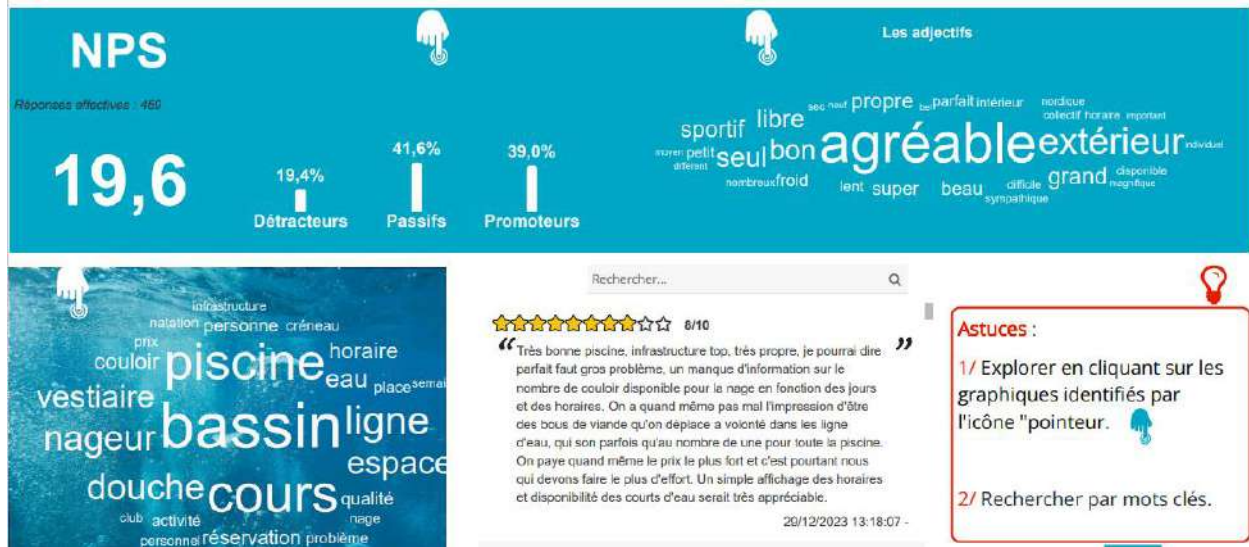 NPS
Réponses effectives : 460
19,6
19,4%
Détracteurs
41,6%
Passifs
39,0%
Promoteurs
Les adjectifs
sec neuf propre bel parfait intérieur nordique
collectif horaire important
sportif libre
moyen petit seul bon agréable extérieur individuel
différent
nombreux froid lent super beau difficile grand disponible
sympathique magnifique
infrastructure
natation personne créneau
prix
couloir piscine horaire
eau place
vestiaire
nageur bassin ligne
espace
douche cours qualité
club activité nage
personnel réservation problème
Rechercher...
8/10
“ Très bonne piscine, infrastructure top, très propre, je pourrai dire ”
parfait faut gros problème, un manque d'information sur le
nombre de couloir disponible pour la nage en fonction des jours
et des horaires. On a quand même pas mal l'impression d'être
des bous de viande qu'on déplace a volonté dans les ligne
d'eau, qui son parfois qu'au nombre de une pour toute la piscine.
On paye quand même le prix le plus fort et c'est pourtant nous
qui devons faire le plus d'effort. Un simple affichage des horaires
et disponibilité des courts d'eau serait très appréciable.
29/12/2023 13:18:07 -
Astuces :
1/ Explorer en cliquant sur les
graphiques identifiés par
l'icône "pointeur.
2/ Rechercher par mots clés.